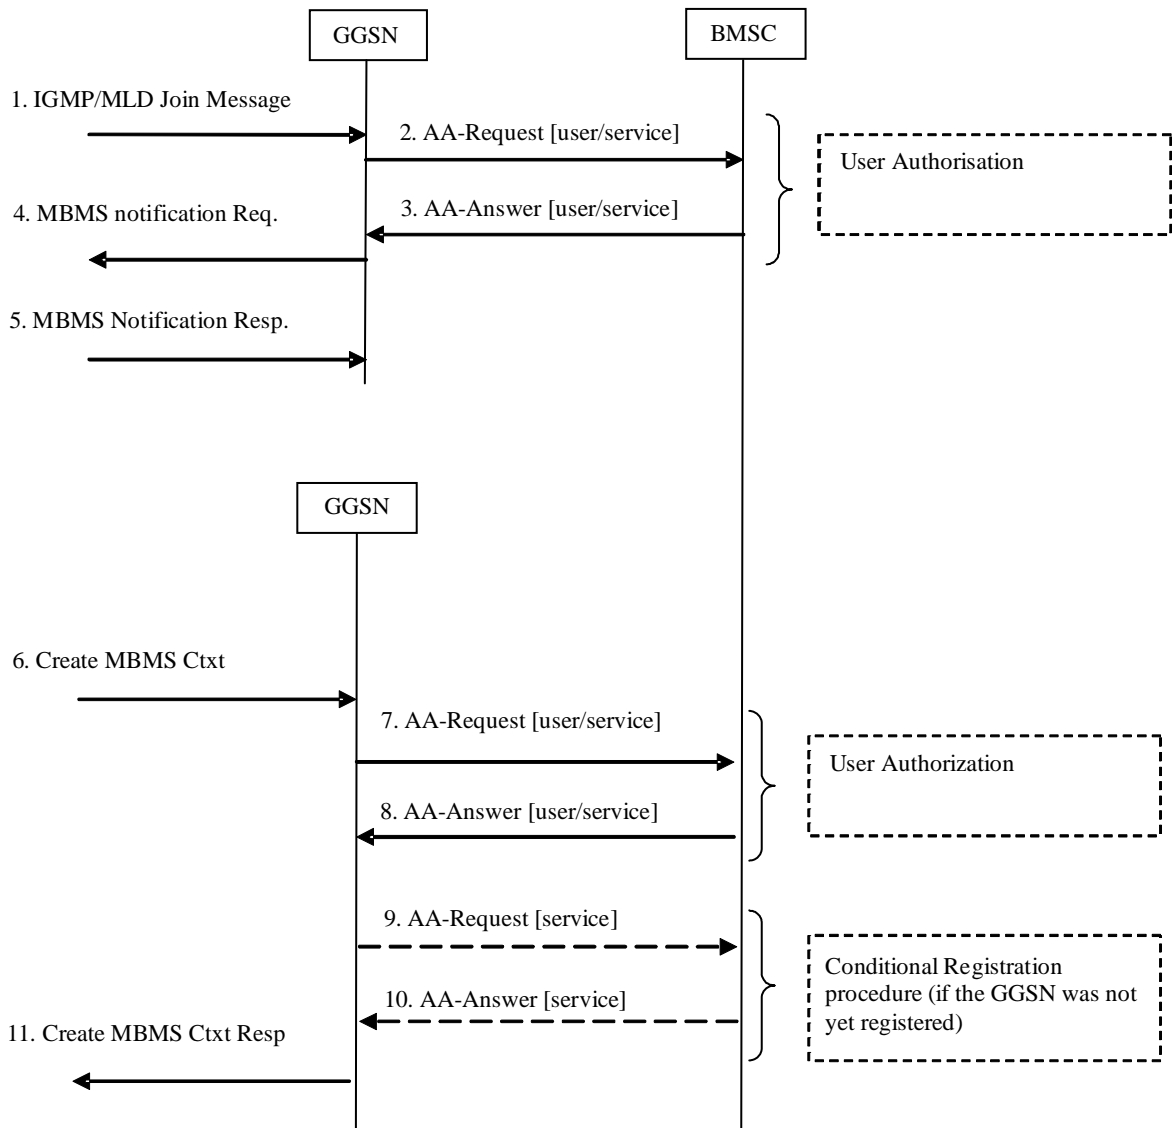 GGSN
BMSC
1. IGMP/MLD Join Message
2. AA-Request [user/service]
User Authorisation
3. AA-Answer [user/service]
4. MBMS notification Req.
5. MBMS Notification Resp.
GGSN
6. Create MBMS Ctxt
7. AA-Request [user/service]
User Authorization
8. AA-Answer [user/service]
9. AA-Request [service]
Conditional Registration
procedure (if the GGSN was not
yet registered)
10. AA-Answer [service]
11. Create MBMS Ctxt Resp